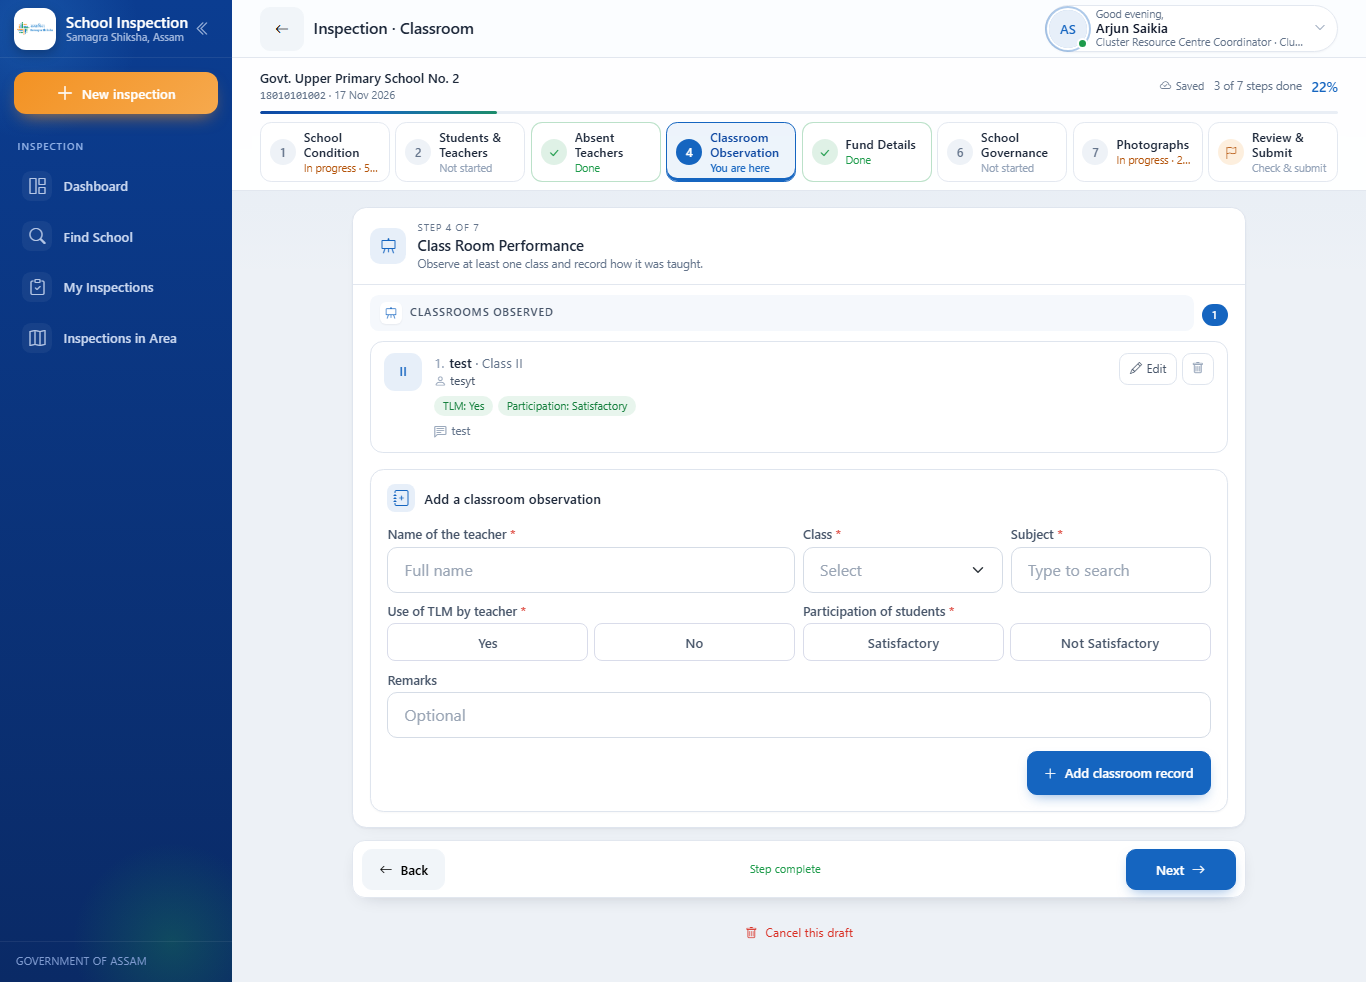 School Inspection
Samagra Shiksha, Assam
New inspection
INSPECTION
Dashboard
Find School
My Inspections
Inspections in Area
GOVERNMENT OF ASSAM
Inspection · Classroom
AS
Good evening,
Arjun Saikia
Cluster Resource Centre Coordinator · Clu...
Govt. Upper Primary School No. 2
18010101002 · 17 Nov 2026
Saved 3 of 7 steps done 22%
1 School Condition
In progress · 5...
2 Students & Teachers
Not started
Absent Teachers
Done
4 Classroom Observation
You are here
Fund Details
Done
6 School Governance
Not started
7 Photographs
In progress · 2...
Review & Submit
Check & submit
STEP 4 OF 7
Class Room Performance
Observe at least one class and record how it was taught.
CLASSROOMS OBSERVED
1
II
1. test · Class II
tesyt
TLM: Yes Participation: Satisfactory
test
Edit
Add a classroom observation
Name of the teacher * Class * Subject *
Full name Select Type to search
Use of TLM by teacher * Participation of students *
Yes No Satisfactory Not Satisfactory
Remarks
Optional
+ Add classroom record
← Back Step complete Next →
Cancel this draft